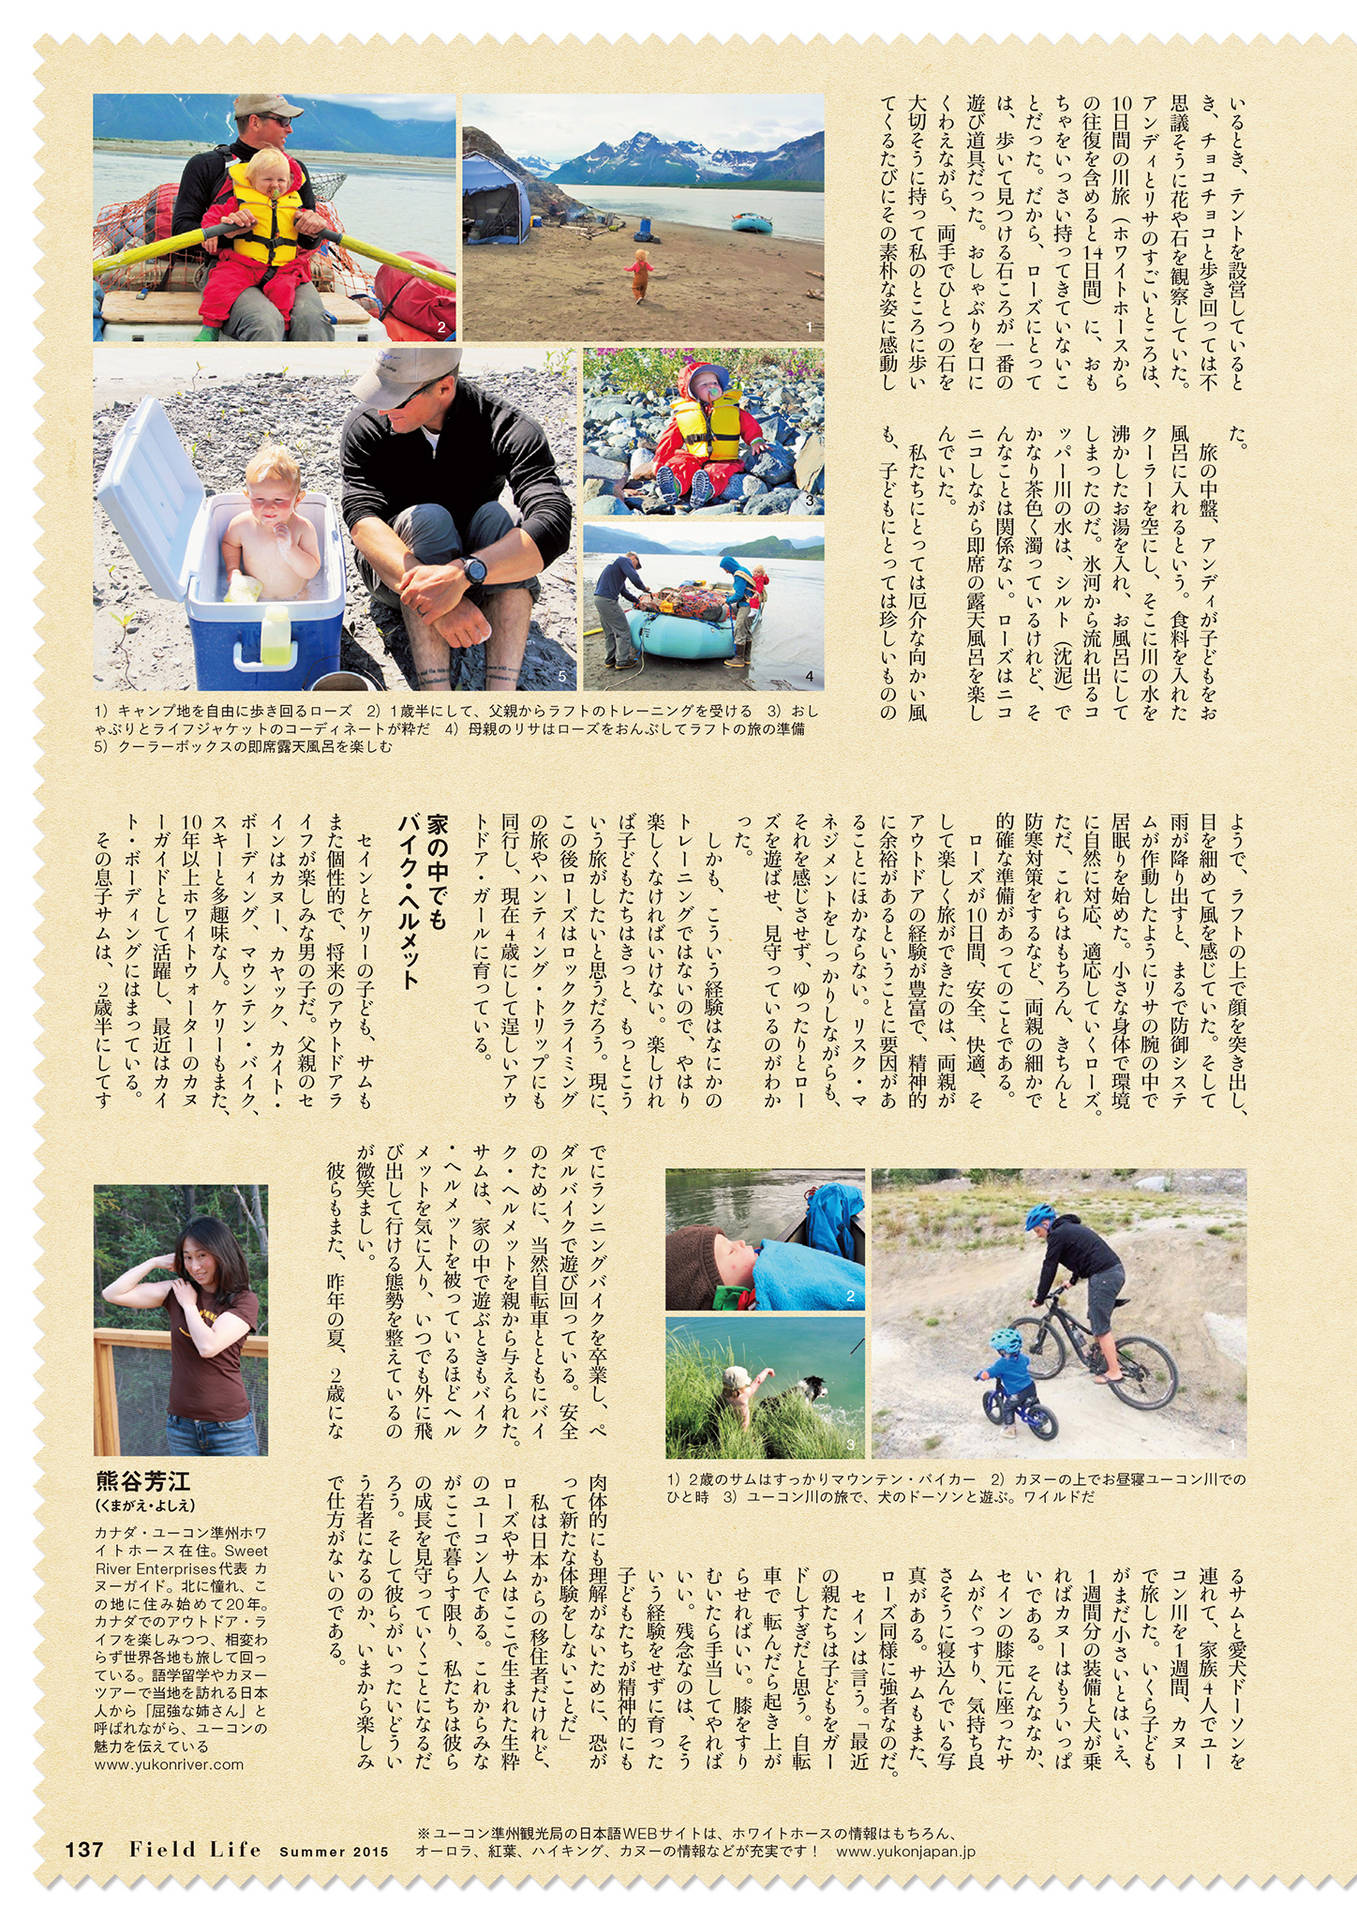 いるとき、テントを設営していると
き、チョコチョコと歩き回っては不
思議そうに花や石を観察していた。
アンディとリサのすごいところは、
10日間の川旅（ホワイトホースから
の往復を含めると14日間）に、おも
ちゃをいっさい持ってきていないこ
とだった。だから、ローズにとって
は、歩いて見つける石ころが一番の
遊び道具だった。おしゃぶりを口に
くわえながら、両手でひとつの石を
大切そうに持って私のところに歩い
てくるたびにその素朴な姿に感動し
た。
旅の中盤、アンディが子どもをお
風呂に入れるという。食料を入れた
クーラーを空にし、そこに川の水を
沸かしたお湯を入れ、お風呂にして
しまったのだ。氷河から流れ出るコ
ッパー川の水は、シルト（沈泥）で
かなり茶色く濁っているけれど、そ
んなことは関係ない。ローズはニコ
ニコしながら即席の露天風呂を楽し
んでいた。
私たちにとっては厄介な向かい風
も、子どもにとっては珍しいものの
2
1
3
4
5
1）キャンプ地を自由に歩き回るローズ　2）1歳半にして、父親からラフトのトレーニングを受ける　3）おし
ゃぶりとライフジャケットのコーディネートが粋だ　4）母親のリサはローズをおんぶしてラフトの旅の準備
5）クーラーボックスの即席露天風呂を楽しむ
ようで、ラフトの上で顔を突き出し、
目を細めて風を感じていた。そして
雨が降り出すと、まるで防御システ
ムが作動したようにリサの腕の中で
居眠りを始めた。小さな身体で環境
に自然に対応、適応していくローズ。
ただ、これらはもちろん、きちんと
防寒対策をするなど、両親の細かで
的確な準備があってのことである。
ローズが10日間、安全、快適、そ
して楽しく旅ができたのは、両親が
アウトドアの経験が豊富で、精神的
に余裕があるということに要因があ
ることにほかならない。リスク・マ
ネジメントをしっかりしながらも、
それを感じさせず、ゆったりとロー
ズを遊ばせ、見守っているのがわか
った。
しかも、こういう経験はなにかの
トレーニングではないので、やはり
楽しくなければいけない。楽しけれ
ば子どもたちはきっと、もっとこう
いう旅がしたいと思うだろう。現に、
この後ローズはロッククライミング
の旅やハンティング・トリップにも
同行し、現在4歳にして逞しいアウ
トドア・ガールに育っている。
家の中でも
バイク・ヘルメット
セインとケリーの子ども、サムも
また個性的で、将来のアウトドアラ
イフが楽しみな男の子だ。父親のセ
インはカヌー、カヤック、カイト・
ボーディング、マウンテン・バイク、
スキーと多趣味な人。ケリーもまた、
10年以上ホワイトウォーターのカヌ
ーガイドとして活躍し、最近はカイ
ト・ボーディングにはまっている。
その息子サムは、2歳半にしてす
でにランニングバイクを卒業し、ペ
ダルバイクで遊び回っている。安全
のために、当然自転車とともにバイ
ク・ヘルメットを親から与えられた。
サムは、家の中で遊ぶときもバイク
・ヘルメットを被っているほどヘル
メットを気に入り、いつでも外に飛
び出して行ける態勢を整えているの
が微笑ましい。
彼らもまた、昨年の夏、2歳にな
2
3
1
1）2歳のサムはすっかりマウンテン・バイカー　2）カヌーの上でお昼寝ユーコン川での
ひと時　3）ユーコン川の旅で、犬のドーソンと遊ぶ。ワイルドだ
るサムと愛犬ドーソンを
連れて、家族4人でユー
コン川を1週間、カヌー
で旅した。いくら子ども
がまだ小さいとはいえ、
1週間分の装備と犬が乗
ればカヌーはもういっぱ
いである。そんななか、
セインの膝元に座ったサ
ムがぐっすり、気持ち良
さそうに寝込んでいる写
真がある。サムもまた、
ローズ同様に強者なのだ。
セインは言う。「最近
の親たちは子どもをガー
ドしすぎだと思う。自転
車で 転んだら起き上が
らせればいい。膝をすり
むいたら手当してやれば
いい。残念なのは、そう
いう経験をせずに育った
子どもたちが精神的にも
肉体的にも理解がないために、恐が
って新たな体験をしないことだ」
私は日本からの移住者だけれど、
ローズやサムはここで生まれた生粋
のユーコン人である。これからみな
がここで暮らす限り、私たちは彼ら
の成長を見守っていくことになるだ
ろう。そして彼らがいったいどうい
う若者になるのか、いまから楽しみ
で仕方がないのである。
熊谷芳江
（くまがえ・よしえ）
カナダ・ユーコン準州ホワ
イトホース在住。Sweet
River Enterprises代表 カ
ヌーガイド。北に憧れ、こ
の地に住み始めて20年。
カナダでのアウトドア・ラ
イフを楽しみつつ、相変わ
らず世界各地も旅して回っ
ている。語学留学やカヌー
ツアーで当地を訪れる日本
人から「屈強な姉さん」と
呼ばれながら、ユーコンの
魅力を伝えている
www.yukonriver.com
※ユーコン準州観光局の日本語WEBサイトは、ホワイトホースの情報はもちろん、
オーロラ、紅葉、ハイキング、カヌーの情報などが充実です！　www.yukonjapan.jp
137 Field Life Summer 2015